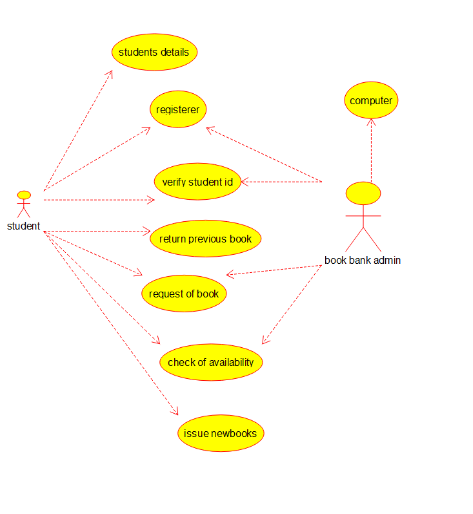 students details
registerer
computer
verify student id
student
return previous book
book bank admin
request of book
check of availability
issue newbooks